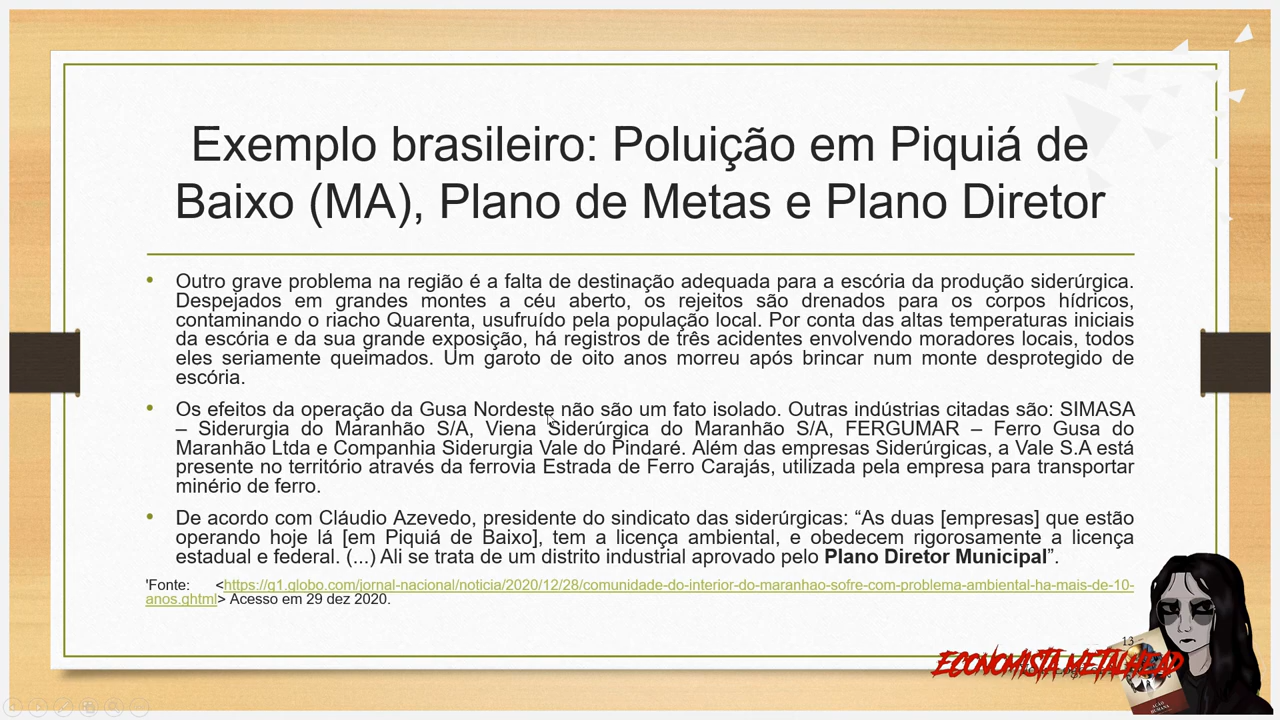 Exemplo brasileiro: Poluição em Piquiá de
Baixo (MA), Plano de Metas e Plano Diretor
• Outro grave problema na região é a falta de destinação adequada para a escória da produção siderúrgica.
Despejados em grandes montes a céu aberto, os rejeitos são drenados para os corpos hídricos,
contaminando o riacho Quarenta, usufruído pela população local. Por conta das altas temperaturas iniciais
da escória e da sua grande exposição, há registros de três acidentes envolvendo moradores locais, todos
eles seriamente queimados. Um garoto de oito anos morreu após brincar num monte desprotegido de
escória.
• Os efeitos da operação da Gusa Nordeste não são um fato isolado. Outras indústrias citadas são: SIMASA
– Siderurgia do Maranhão S/A, Viena Siderúrgica do Maranhão S/A, FERGUMAR – Ferro Gusa do
Maranhão Ltda e Companhia Siderurgia Vale do Pindaré. Além das empresas Siderúrgicas, a Vale S.A está
presente no território através da ferrovia Estrada de Ferro Carajás, utilizada pela empresa para transportar
minério de ferro.
• De acordo com Cláudio Azevedo, presidente do sindicato das siderúrgicas: “As duas [empresas] que estão
operando hoje lá [em Piquiá de Baixo], tem a licença ambiental, e obedecem rigorosamente a licença
estadual e federal. (...) Ali se trata de um distrito industrial aprovado pelo Plano Diretor Municipal”.
'Fonte: <https://g1.globo.com/jornal-nacional/noticia/2020/12/28/comunidade-do-interior-do-maranhao-sofre-com-problema-ambiental-ha-mais-de-10-
anos.ghtml> Acesso em 29 dez 2020.
13
ECONOMISTA METALHEAD
AÇÃO
HUMANA